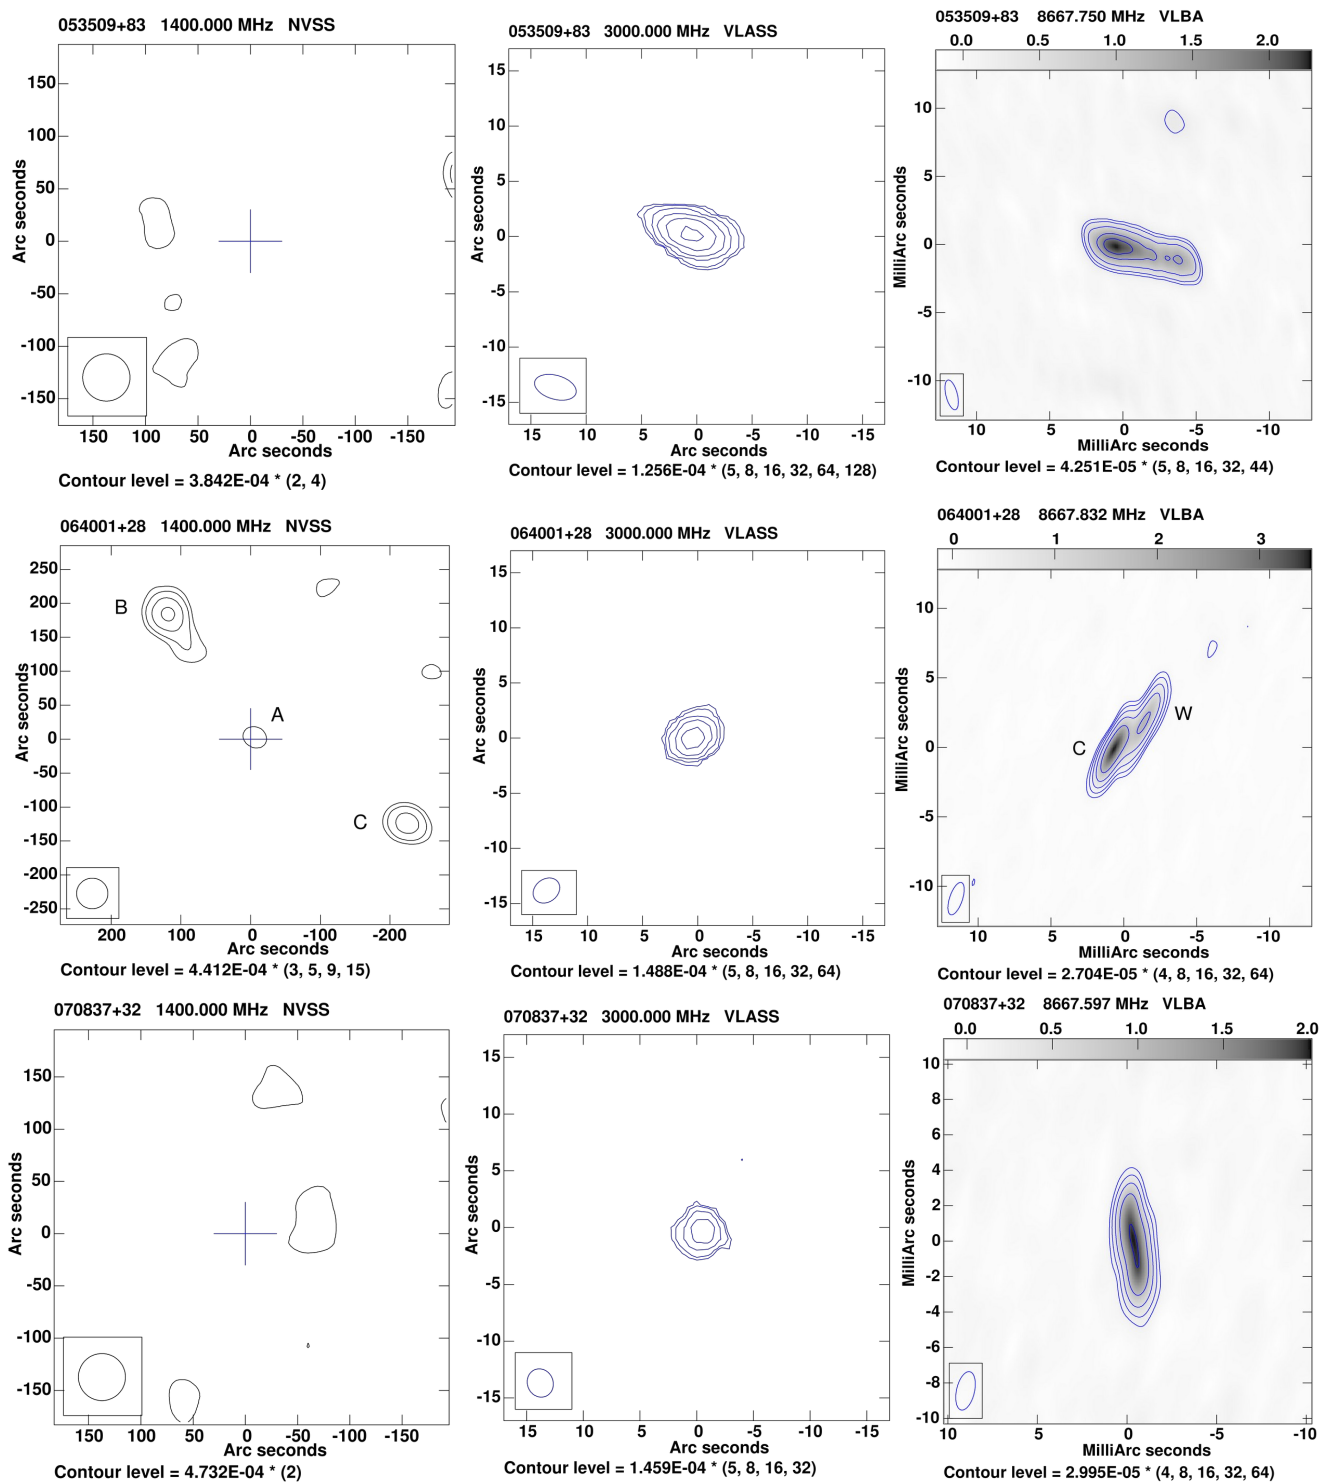 053509+83 1400.000 MHz NVSS
150
100
50
0
-50
-100
-150
Arc seconds
150 100 50 0 -50 -100 -150
Arc seconds
Contour level = 3.842E-04 * (2, 4)
053509+83 3000.000 MHz VLASS
15
10
5
0
-5
-10
-15
Arc seconds
15 10 5 0 -5 -10 -15
Arc seconds
Contour level = 1.256E-04 * (5, 8, 16, 32, 64, 128)
053509+83 8667.750 MHz VLBA
0.0 0.5 1.0 1.5 2.0
10
5
0
-5
-10
MilliArc seconds
10 5 0 -5 -10
MilliArc seconds
Contour level = 4.251E-05 * (5, 8, 16, 32, 44)
064001+28 1400.000 MHz NVSS
250
200
150
100
50
0
-50
-100
-150
-200
-250
Arc seconds
B
A
C
200 100 0 -100 -200
Arc seconds
Contour level = 4.412E-04 * (3, 5, 9, 15)
064001+28 3000.000 MHz VLASS
15
10
5
0
-5
-10
-15
Arc seconds
15 10 5 0 -5 -10 -15
Arc seconds
Contour level = 1.488E-04 * (5, 8, 16, 32, 64)
064001+28 8667.832 MHz VLBA
0 1 2 3
10
5
0
-5
-10
MilliArc seconds
W
C
10 5 0 -5 -10
MilliArc seconds
Contour level = 2.704E-05 * (4, 8, 16, 32, 64)
070837+32 1400.000 MHz NVSS
150
100
50
0
-50
-100
-150
Arc seconds
150 100 50 0 -50 -100 -150
Arc seconds
Contour level = 4.732E-04 * (2)
070837+32 3000.000 MHz VLASS
15
10
5
0
-5
-10
-15
Arc seconds
15 10 5 0 -5 -10 -15
Arc seconds
Contour level = 1.459E-04 * (5, 8, 16, 32)
070837+32 8667.597 MHz VLBA
0.0 0.5 1.0 1.5 2.0
10
8
6
4
2
0
-2
-4
-6
-8
-10
MilliArc seconds
10 5 0 -5 -10
MilliArc seconds
Contour level = 2.995E-05 * (4, 8, 16, 32, 64)